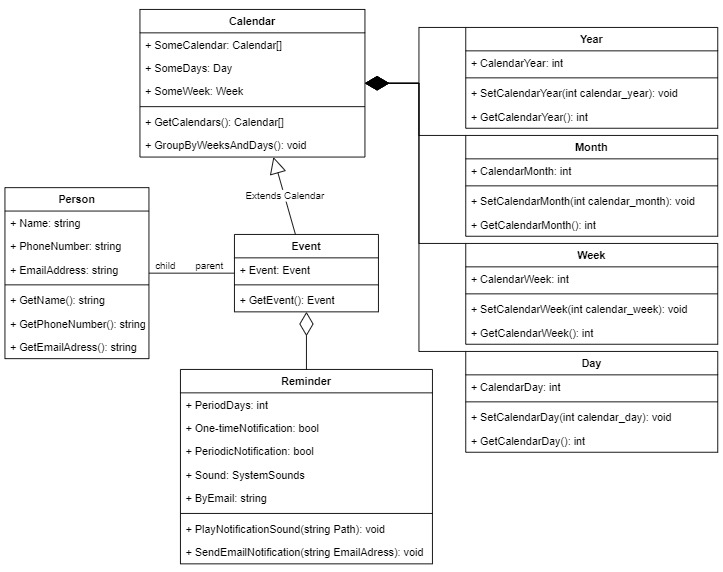 Calendar
+ SomeCalendar: Calendar[]
+ SomeDays: Day
+ SomeWeek: Week
+ GetCalendars(): Calendar[]
+ GroupByWeeksAndDays(): void
Year
+ CalendarYear: int
+ SetCalendarYear(int calendar_year): void
+ GetCalendarYear(): int
Month
+ CalendarMonth: int
+ SetCalendarMonth(int calendar_month): void
+ GetCalendarMonth(): int
Week
+ CalendarWeek: int
+ SetCalendarWeek(int calendar_week): void
+ GetCalendarWeek(): int
Day
+ CalendarDay: int
+ SetCalendarDay(int calendar_day): void
+ GetCalendarDay(): int
Extends Calendar
Person
+ Name: string
+ PhoneNumber: string
+ EmailAddress: string
+ GetName(): string
+ GetPhoneNumber(): string
+ GetEmailAdress(): string
child
parent
Event
+ Event: Event
+ GetEvent(): Event
Reminder
+ PeriodDays: int
+ One-timeNotification: bool
+ PeriodicNotification: bool
+ Sound: SystemSounds
+ ByEmail: string
+ PlayNotificationSound(string Path): void
+ SendEmailNotification(string EmailAdress): void